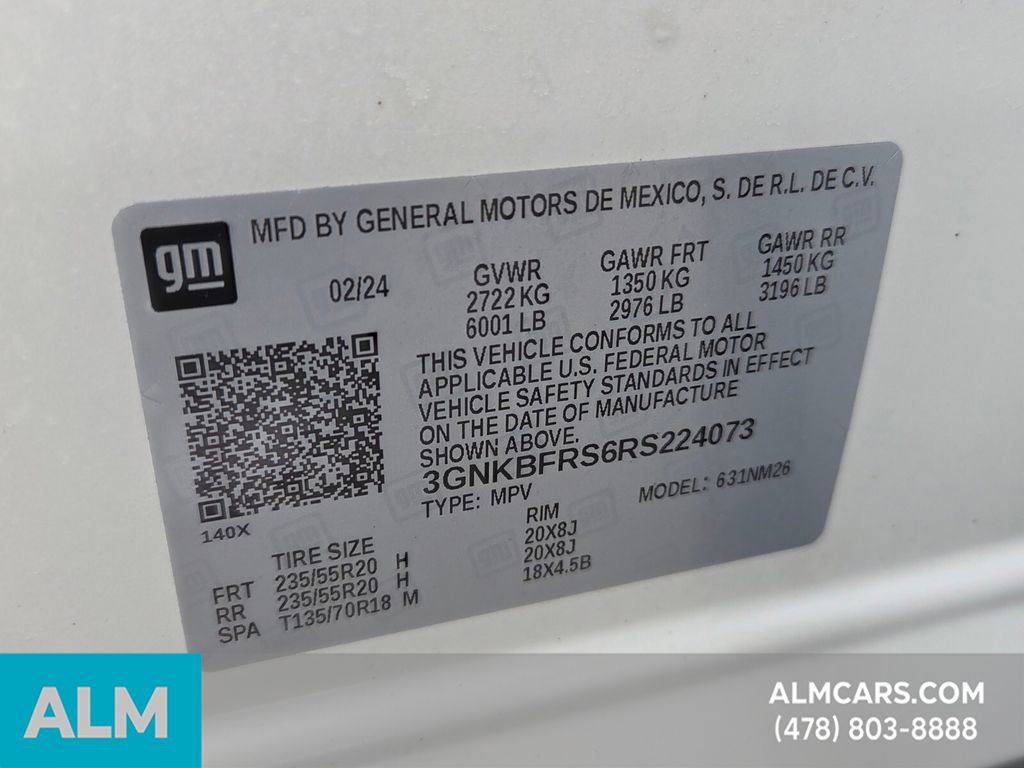 gm
MFD BY GENERAL MOTORS DE MEXICO, S. DE R.L. DE C.V.
02/24
GVWR
2722 KG
6001 LB
GAWR FRT
1350 KG
2976 LB
GAWR RR
1450 KG
3196 LB
THIS VEHICLE CONFORMS TO ALL
APPLICABLE U.S. FEDERAL MOTOR
VEHICLE SAFETY STANDARDS IN EFFECT
ON THE DATE OF MANUFACTURE
SHOWN ABOVE.
3GNKBFRS6RS224073
TYPE: MPV MODEL: 631NM26
140X
TIRE SIZE RIM
FRT 235/55R20 H 20X8J
RR 235/55R20 H 20X8J
SPA T135/70R18 M 18X4.5B
ALM
ALMCARS.COM
(478) 803-8888